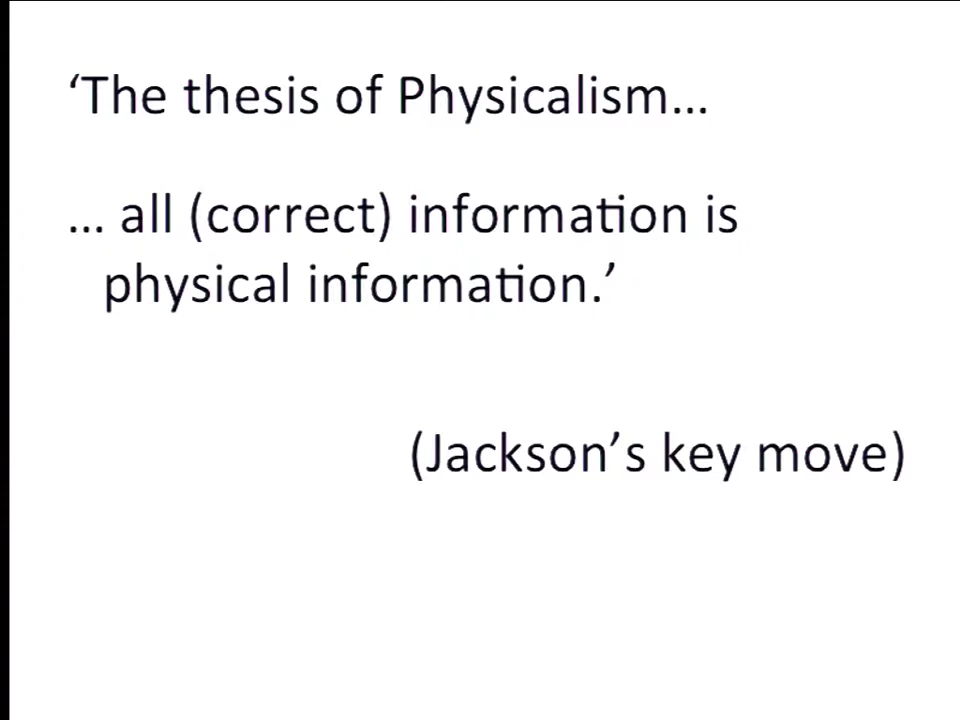 ‘The thesis of Physicalism…
… all (correct) information is
physical information.’
(Jackson’s key move)